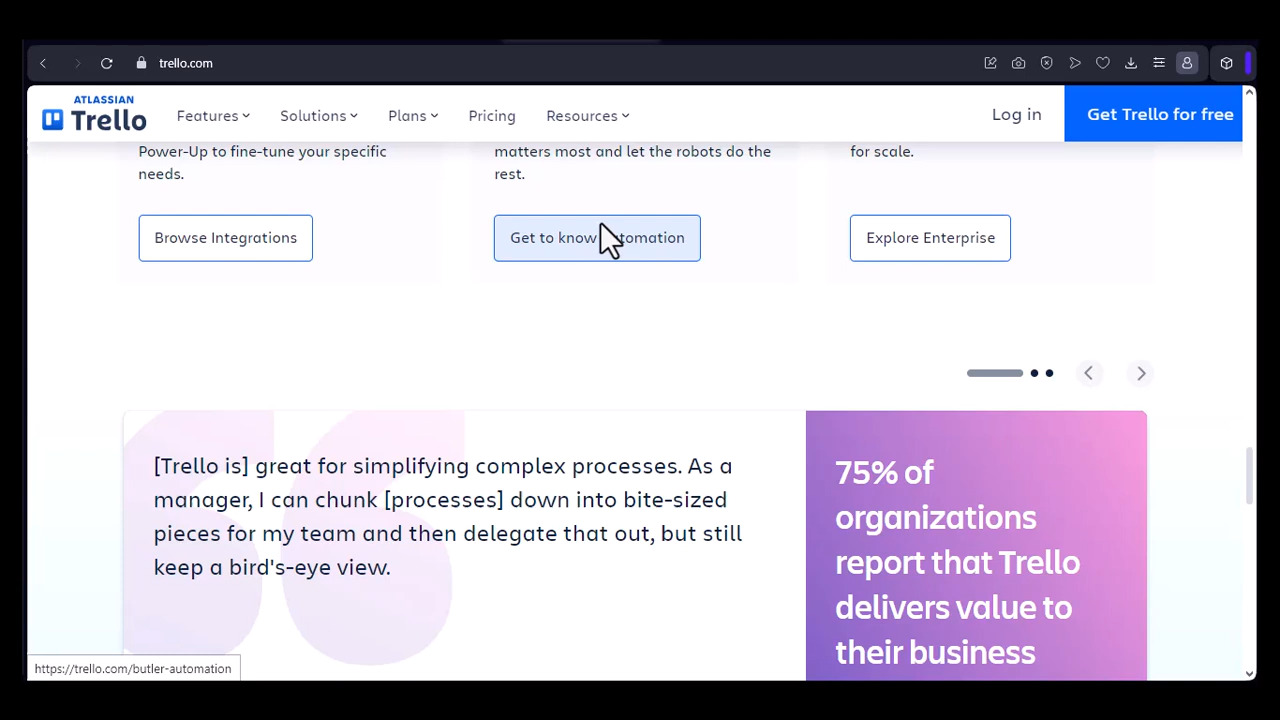 trello.com
ATLASSIAN
Trello
Features
Solutions
Plans
Pricing
Resources
Log in
Get Trello for free
Power-Up to fine-tune your specific
needs.
matters most and let the robots do the
rest.
for scale.
Browse Integrations
Get to know automation
Explore Enterprise
[Trello is] great for simplifying complex processes. As a
manager, I can chunk [processes] down into bite-sized
pieces for my team and then delegate that out, but still
keep a bird's-eye view.
75% of
organizations
report that Trello
delivers value to
their business
https://trello.com/butler-automation